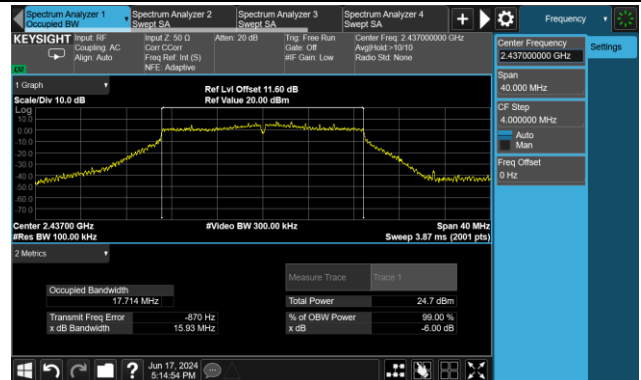 Spectrum Analyzer 1
Occupied BW
Spectrum Analyzer 2
Swept SA
Spectrum Analyzer 3
Swept SA
Spectrum Analyzer 4
Swept SA
Frequency
KEYSIGHT
Input: RF
Coupling: AC
Align: Auto
Input Z: 50 Ω
Corr CCorr
Freq Ref: Int (S)
NFE: Adaptive
Atten: 20 dB
Trig: Free Run
Gate: Off
#IF Gain: Low
Center Freq: 2.437000000 GHz
Avg|Hold:>10/10
Radio Std: None
Center Frequency
2.437000000 GHz
Settings
Span
40.000 MHz
CF Step
4.000000 MHz
Auto
Man
Freq Offset
0 Hz
1 Graph
Scale/Div 10.0 dB
Ref Lvl Offset 11.60 dB
Ref Value 20.00 dBm
Log
10.0
0.00
-10.0
-20.0
-30.0
-40.0
-50.0
-60.0
-70.0
Center 2.43700 GHz
#Res BW 100.00 kHz
#Video BW 300.00 kHz
Span 40 MHz
Sweep 3.87 ms (2001 pts)
2 Metrics
Measure Trace
Trace 1
Occupied Bandwidth
17.714 MHz
Total Power
24.7 dBm
Transmit Freq Error
-870 Hz
% of OBW Power
99.00 %
x dB Bandwidth
15.93 MHz
x dB
-6.00 dB
Jun 17, 2024
5:14:54 PM